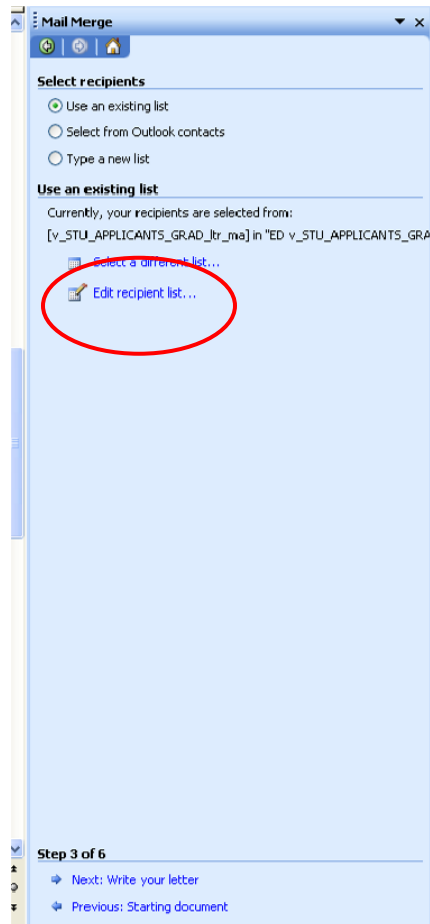 Mail Merge
Select recipients
Use an existing list
Select from Outlook contacts
Type a new list
Use an existing list
Currently, your recipients are selected from:
[v_STU_APPLICANTS_GRAD_ltr_ma] in "ED v_STU_APPLICANTS_GRA
Select a different list...
Edit recipient list...
Step 3 of 6
Next: Write your letter
Previous: Starting document